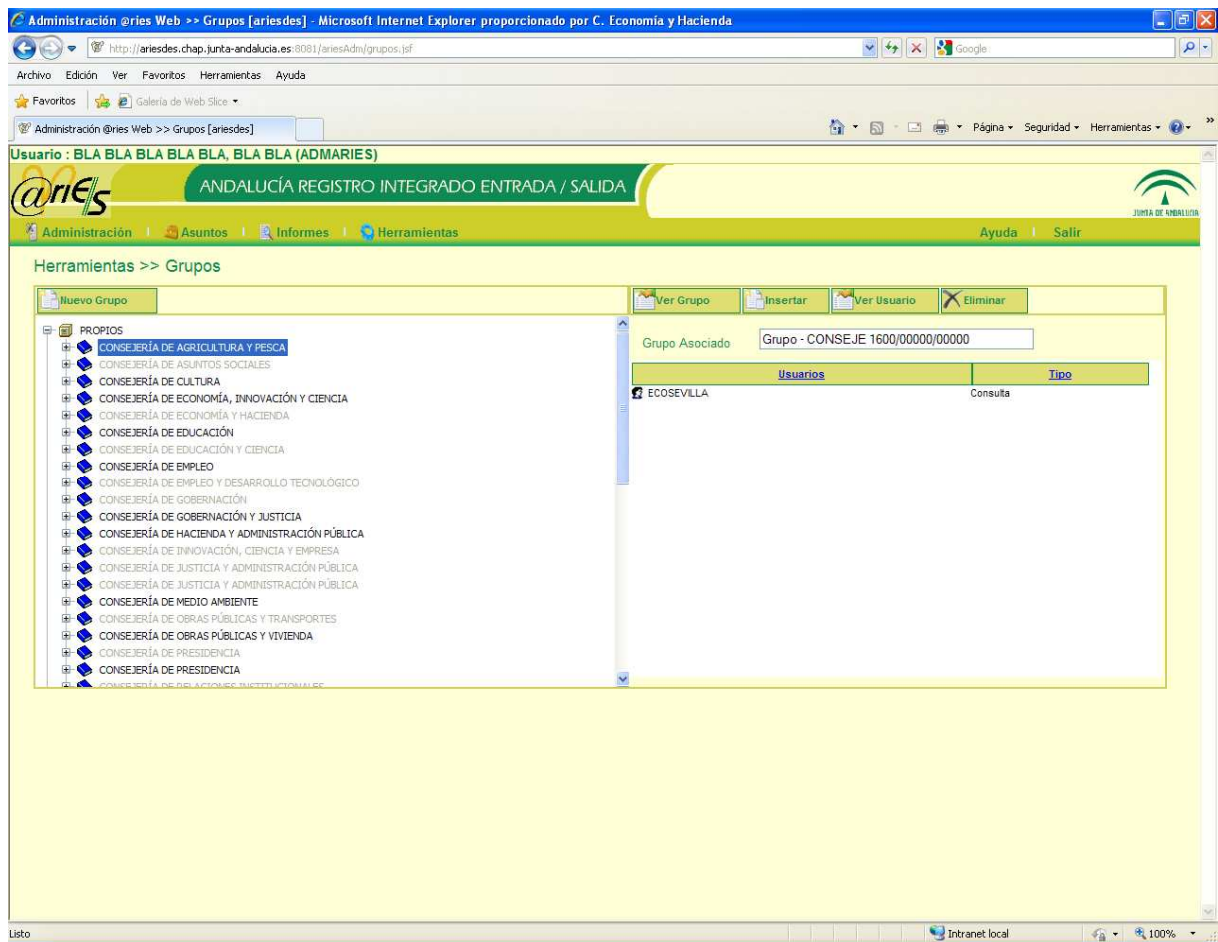 Administración @ries Web >> Grupos [ariesdes] - Microsoft Internet Explorer proporcionado por C. Economía y Hacienda
http://ariesdes.chap.junta-andalucia.es:8081/ariesAdm/grupos.jsf
Google
Archivo Edición Ver Favoritos Herramientas Ayuda
Favoritos Galería de Web Slice
Administración @ries Web >> Grupos [ariesdes]
Página Seguridad Herramientas
Usuario : BLA BLA BLA BLA BLA, BLA BLA (ADMARIES)
@riEs
ANDALUCÍA REGISTRO INTEGRADO ENTRADA / SALIDA
JUNTA DE ANDALUCIA
Administración Asuntos Informes Herramientas Ayuda Salir
Herramientas >> Grupos
Nuevo Grupo
Ver Grupo Insertar Ver Usuario Eliminar
PROPIOS
CONSEJERÍA DE AGRICULTURA Y PESCA
CONSEJERÍA DE ASUNTOS SOCIALES
CONSEJERÍA DE CULTURA
CONSEJERÍA DE ECONOMÍA, INNOVACIÓN Y CIENCIA
CONSEJERÍA DE ECONOMÍA Y HACIENDA
CONSEJERÍA DE EDUCACIÓN
CONSEJERÍA DE EDUCACIÓN Y CIENCIA
CONSEJERÍA DE EMPLEO
CONSEJERÍA DE EMPLEO Y DESARROLLO TECNOLÓGICO
CONSEJERÍA DE GOBERNACIÓN
CONSEJERÍA DE GOBERNACIÓN Y JUSTICIA
CONSEJERÍA DE HACIENDA Y ADMINISTRACIÓN PÚBLICA
CONSEJERÍA DE INNOVACIÓN, CIENCIA Y EMPRESA
CONSEJERÍA DE JUSTICIA Y ADMINISTRACIÓN PÚBLICA
CONSEJERÍA DE JUSTICIA Y ADMINISTRACIÓN PÚBLICA
CONSEJERÍA DE MEDIO AMBIENTE
CONSEJERÍA DE OBRAS PÚBLICAS Y TRANSPORTES
CONSEJERÍA DE OBRAS PÚBLICAS Y VIVIENDA
CONSEJERÍA DE PRESIDENCIA
CONSEJERÍA DE PRESIDENCIA
CONSEJERÍA DE RELACIONES INSTITUCIONALES
Grupo Asociado Grupo - CONSEJE 1600/00000/00000
Usuarios Tipo
ECOSEVILLA Consulta
Listo Intranet local 100%